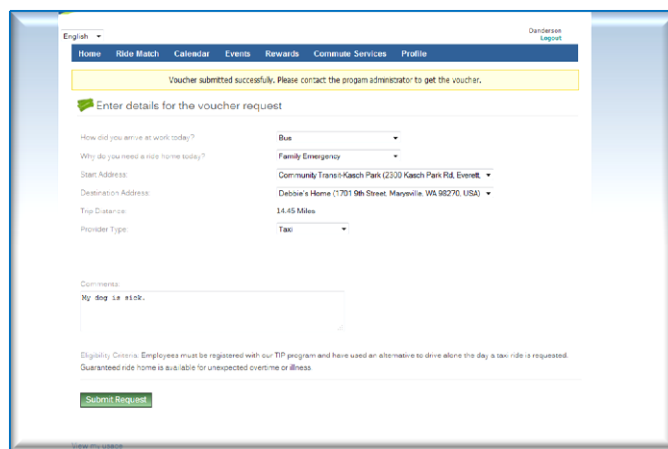 Danderson
English
Logout
Home Ride Match Calendar Events Rewards Commute Services Profile
Voucher submitted successfully. Please contact the progam administrator to get the voucher.
Enter details for the voucher request
How did you arrive at work today? Bus
Why do you need a ride home today? Family Emergency
Start Address: Community Transit-Kasch Park (2300 Kasch Park Rd, Everett,
Destination Address: Debbie's Home (1701 9th Street, Marysville, WA 98270, USA)
Trip Distance: 14.45 Miles
Provider Type: Taxi
Comments:
My dog is sick.
Eligibility Criteria: Employees must be registered with our TIP program and have used an alternative to drive alone the day a taxi ride is requested.
Guaranteed ride home is available for unexpected overtime or illness
Submit Request
View my usage